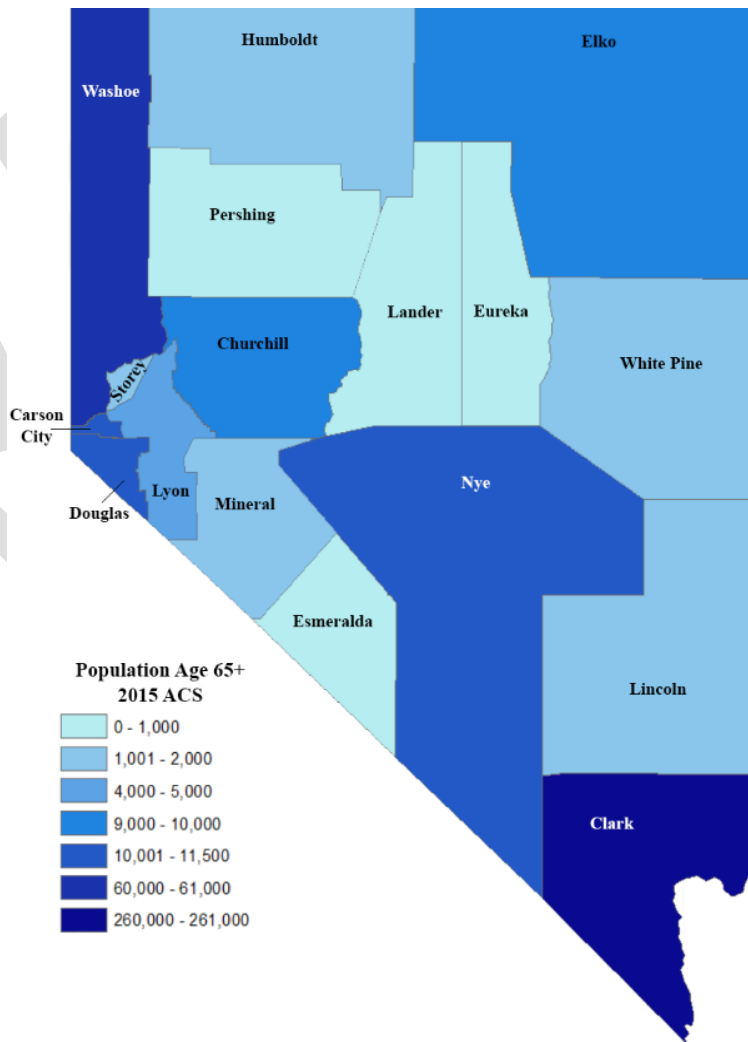 Humboldt
Elko
Washoe
Pershing
Lander
Eureka
Churchill
White Pine
Storey
Carson
City
Nye
Lyon
Mineral
Douglas
Esmeralda
Lincoln
Clark
Population Age 65+
2015 ACS
0 - 1,000
1,001 - 2,000
4,000 - 5,000
9,000 - 10,000
10,001 - 11,500
60,000 - 61,000
260,000 - 261,000